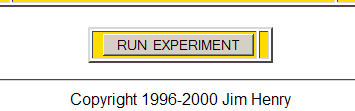 RUN EXPERIMENT
Copyright 1996-2000 Jim Henry